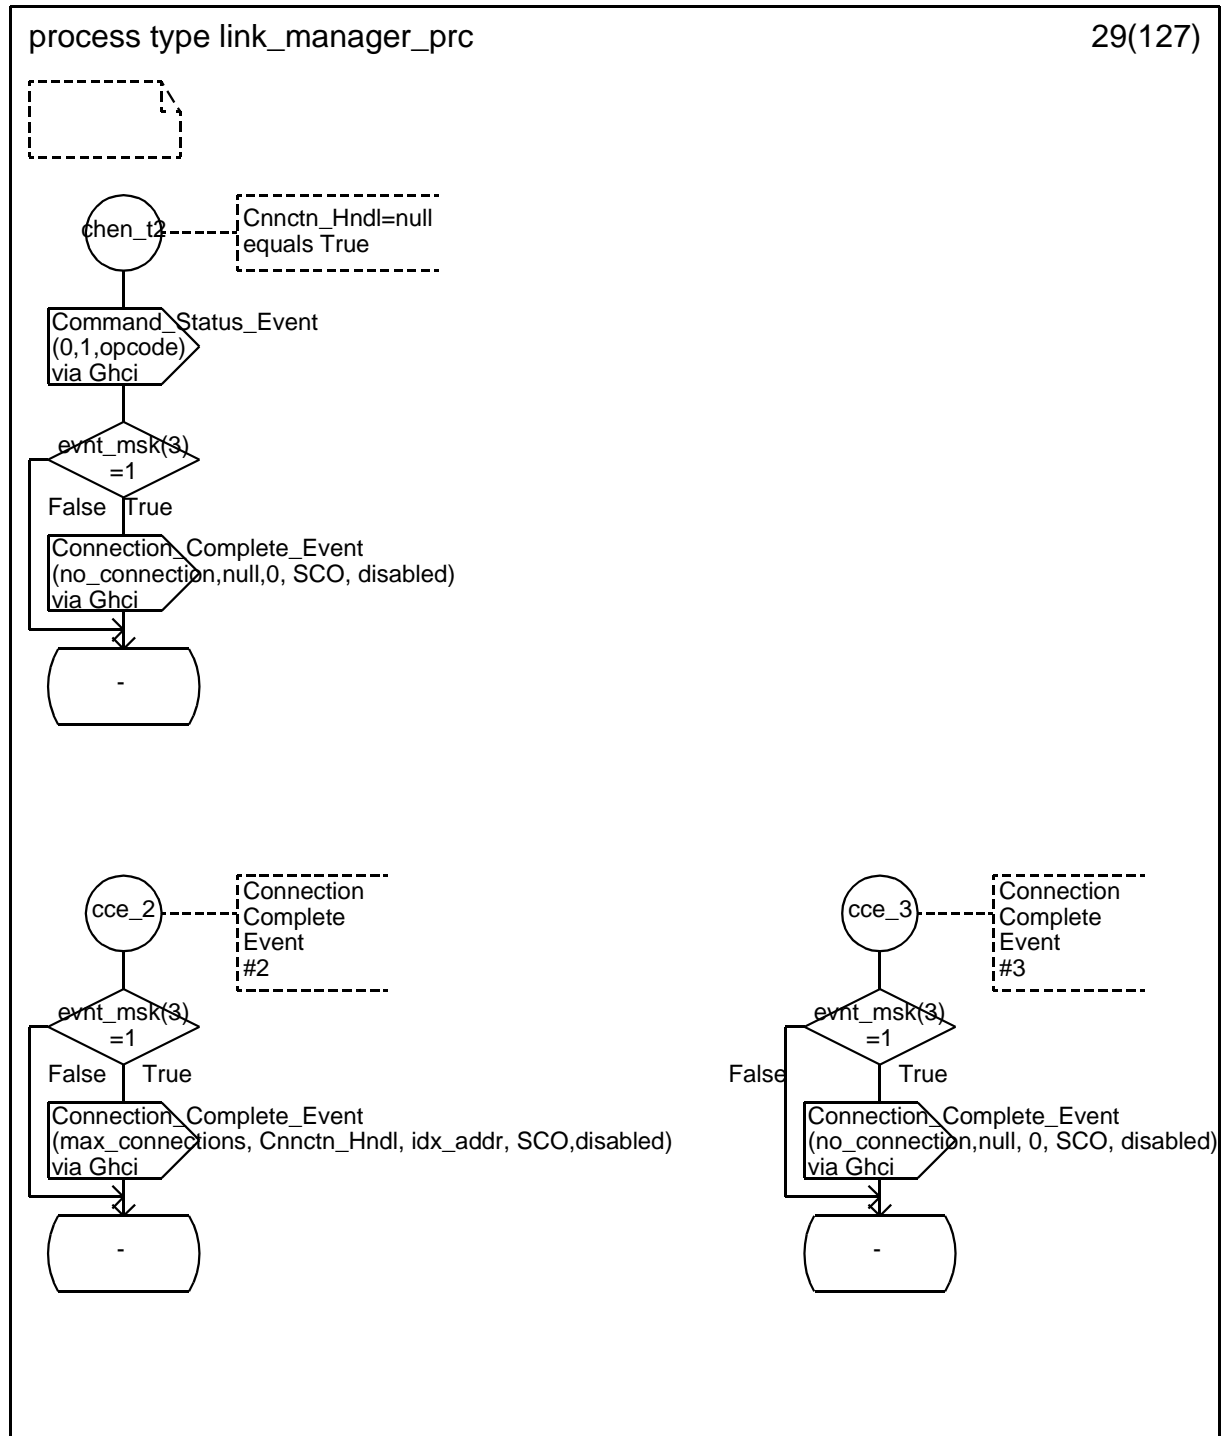 process type link_manager_prc
29(127)
chen_t2
Cnnctn_Hndl=null
equals True
Command_Status_Event
(0,1,opcode)
via Ghci
evnt_msk(3)
=1
False True
Connection_Complete_Event
(no_connection,null,0, SCO, disabled)
via Ghci
-
cce_2
Connection
Complete
Event
#2
evnt_msk(3)
=1
False True
Connection_Complete_Event
(max_connections, Cnnctn_Hndl, idx_addr, SCO,disabled)
via Ghci
-
cce_3
Connection
Complete
Event
#3
evnt_msk(3)
=1
False True
Connection_Complete_Event
(no_connection,null, 0, SCO, disabled)
via Ghci
-